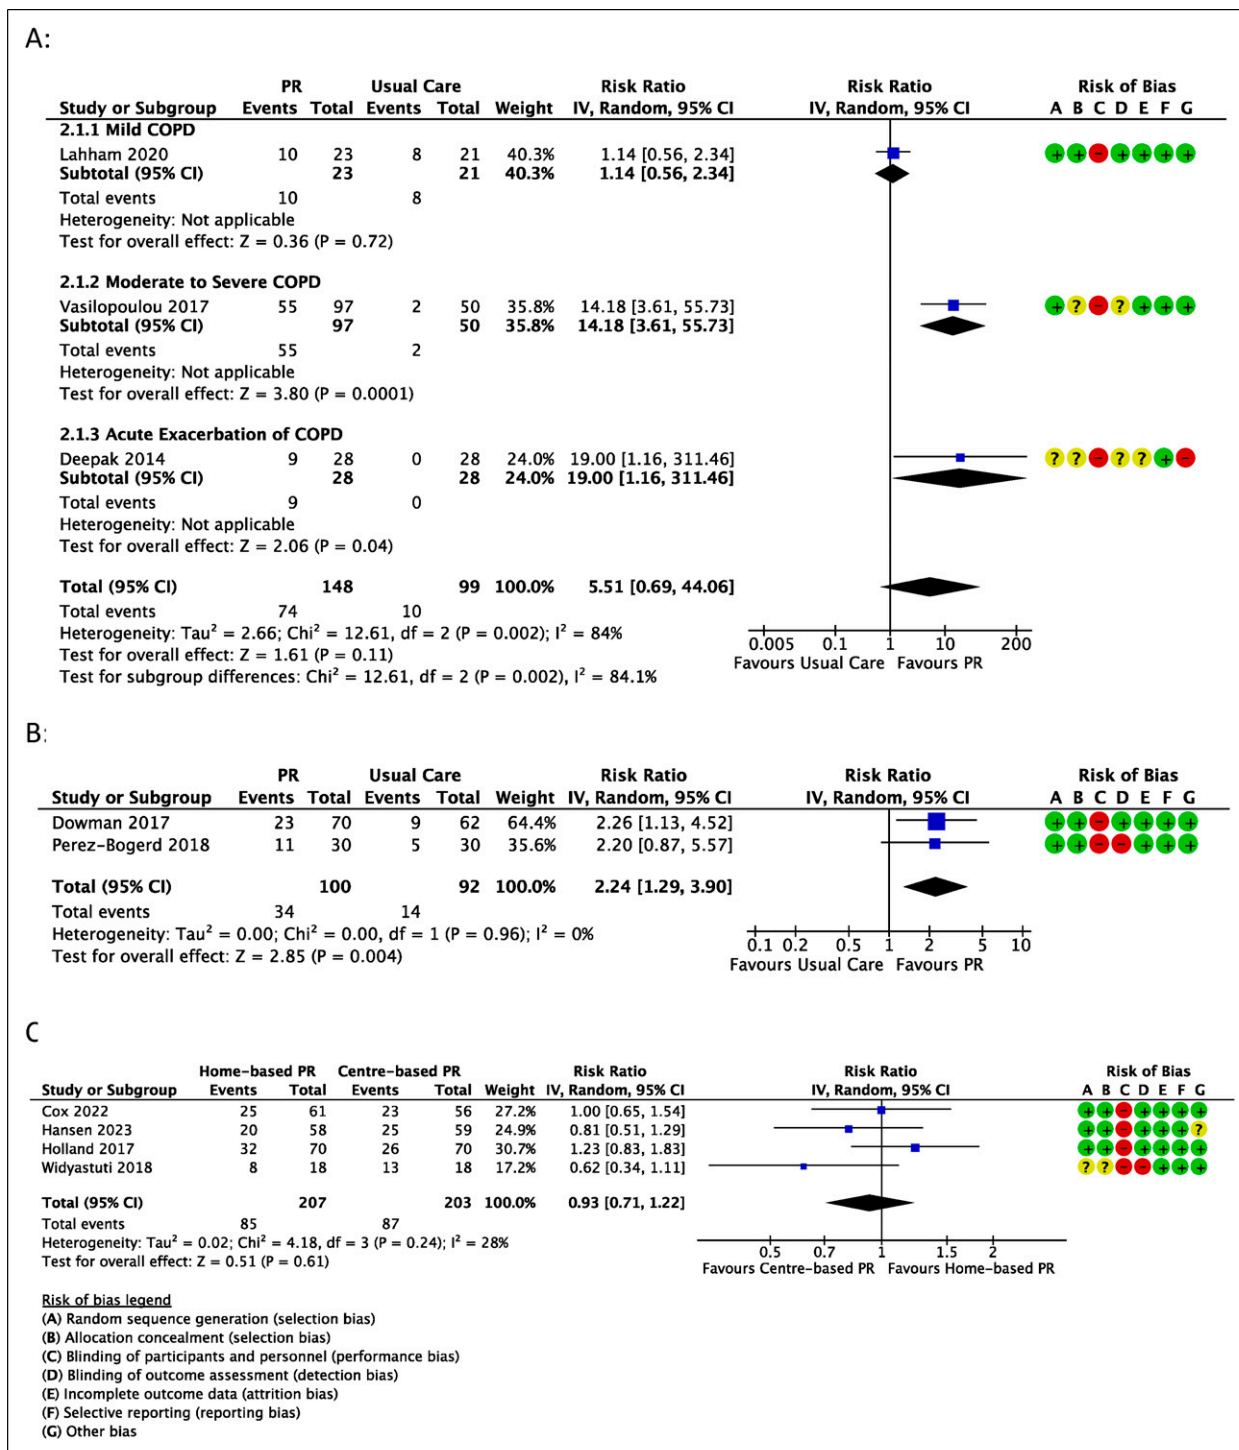 A:
PR Usual Care Risk Ratio Risk Ratio Risk of Bias
Study or Subgroup Events Total Events Total Weight IV, Random, 95% CI IV, Random, 95% CI A B C D E F G
2.1.1 Mild COPD
Lahham 2020 10 23 8 21 40.3% 1.14 [0.56, 2.34] + + - + + + +
Subtotal (95% CI) 23 21 40.3% 1.14 [0.56, 2.34]
Total events 10 8
Heterogeneity: Not applicable
Test for overall effect: Z = 0.36 (P = 0.72)
2.1.2 Moderate to Severe COPD
Vasilopoulou 2017 55 97 2 50 35.8% 14.18 [3.61, 55.73] + ? - ? + + +
Subtotal (95% CI) 97 50 35.8% 14.18 [3.61, 55.73]
Total events 55 2
Heterogeneity: Not applicable
Test for overall effect: Z = 3.80 (P = 0.0001)
2.1.3 Acute Exacerbation of COPD
Deepak 2014 9 28 0 28 24.0% 19.00 [1.16, 311.46] ? ? - ? ? + -
Subtotal (95% CI) 28 28 24.0% 19.00 [1.16, 311.46]
Total events 9 0
Heterogeneity: Not applicable
Test for overall effect: Z = 2.06 (P = 0.04)
Total (95% CI) 148 99 100.0% 5.51 [0.69, 44.06]
Total events 74 10
Heterogeneity: Tau² = 2.66; Chi² = 12.61, df = 2 (P = 0.002); I² = 84%
Test for overall effect: Z = 1.61 (P = 0.11)
Test for subgroup differences: Chi² = 12.61, df = 2 (P = 0.002), I² = 84.1%
0.005 0.1 1 10 200
Favours Usual Care Favours PR
B:
PR Usual Care Risk Ratio Risk Ratio Risk of Bias
Study or Subgroup Events Total Events Total Weight IV, Random, 95% CI IV, Random, 95% CI A B C D E F G
Dowman 2017 23 70 9 62 64.4% 2.26 [1.13, 4.52] + + - + + + +
Perez-Bogerd 2018 11 30 5 30 35.6% 2.20 [0.87, 5.57] + + - - + + +
Total (95% CI) 100 92 100.0% 2.24 [1.29, 3.90]
Total events 34 14
Heterogeneity: Tau² = 0.00; Chi² = 0.00, df = 1 (P = 0.96); I² = 0%
Test for overall effect: Z = 2.85 (P = 0.004)
0.1 0.2 0.5 1 2 5 10
Favours Usual Care Favours PR
C
Home-based PR Centre-based PR Risk Ratio Risk Ratio Risk of Bias
Study or Subgroup Events Total Events Total Weight IV, Random, 95% CI IV, Random, 95% CI A B C D E F G
Cox 2022 25 61 23 56 27.2% 1.00 [0.65, 1.54] + + - + + + +
Hansen 2023 20 58 25 59 24.9% 0.81 [0.51, 1.29] + + - + + + ?
Holland 2017 32 70 26 70 30.7% 1.23 [0.83, 1.83] + + - + + + +
Widyastuti 2018 8 18 13 18 17.2% 0.62 [0.34, 1.11] ? ? - - + + +
Total (95% CI) 207 203 100.0% 0.93 [0.71, 1.22]
Total events 85 87
Heterogeneity: Tau² = 0.02; Chi² = 4.18, df = 3 (P = 0.24); I² = 28%
Test for overall effect: Z = 0.51 (P = 0.61)
0.5 0.7 1 1.5 2
Favours Centre-based PR Favours Home-based PR
Risk of bias legend
(A) Random sequence generation (selection bias)
(B) Allocation concealment (selection bias)
(C) Blinding of participants and personnel (performance bias)
(D) Blinding of outcome assessment (detection bias)
(E) Incomplete outcome data (attrition bias)
(F) Selective reporting (reporting bias)
(G) Other bias